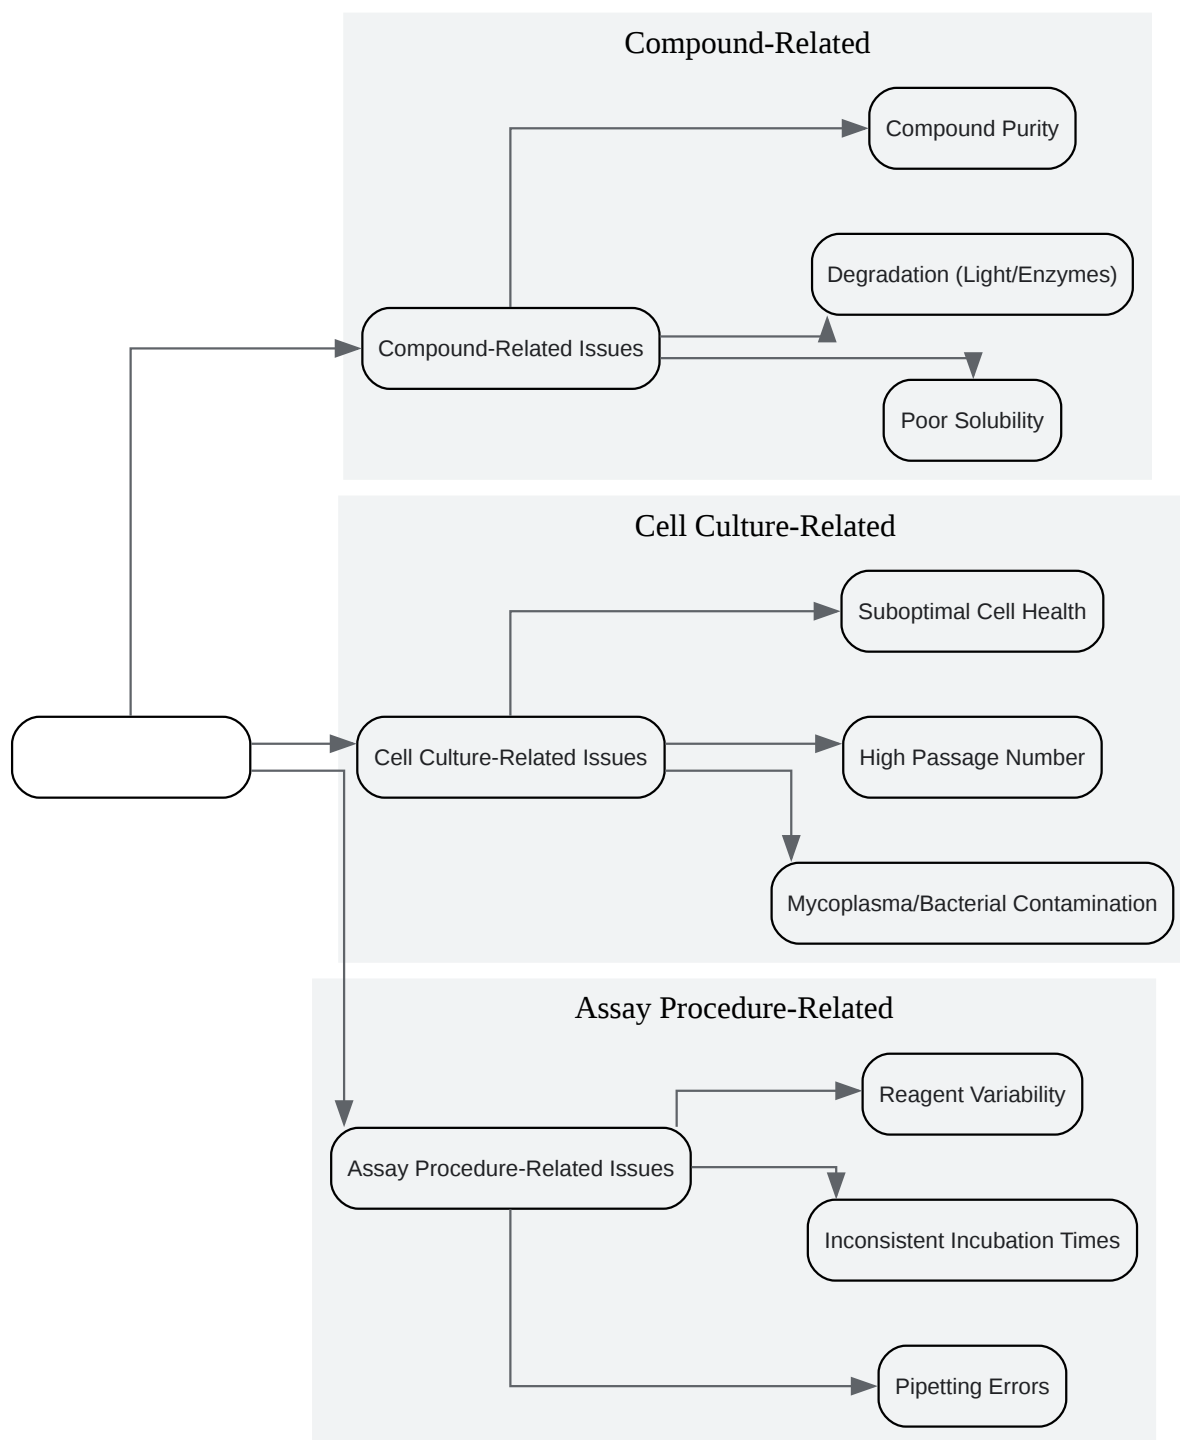 Compound-Related
Compound Purity
Degradation (Light/Enzymes)
Compound-Related Issues
Poor Solubility
Cell Culture-Related
Suboptimal Cell Health
Cell Culture-Related Issues
High Passage Number
Mycoplasma/Bacterial Contamination
Assay Procedure-Related
Reagent Variability
Assay Procedure-Related Issues
Inconsistent Incubation Times
Pipetting Errors